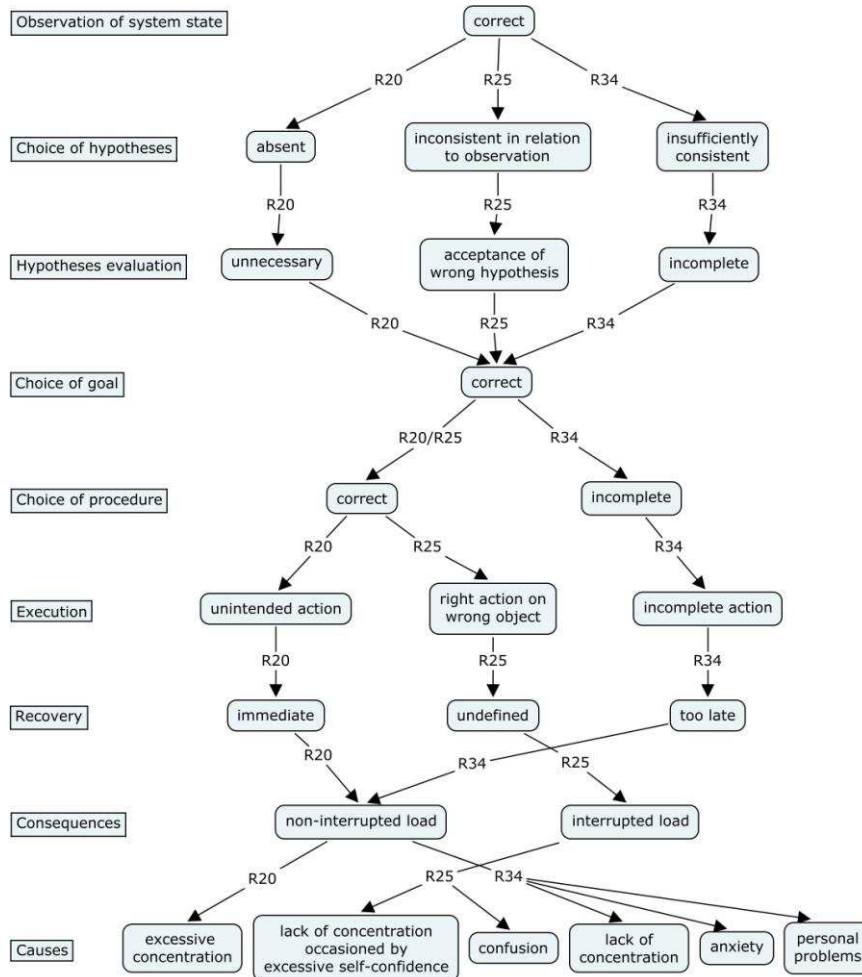 Observation of system state
correct
R20
R25
R34
Choice of hypotheses
absent
inconsistent in relation
to observation
insufficiently
consistent
R20
R25
R34
Hypotheses evaluation
unnecessary
acceptance of
wrong hypothesis
incomplete
R20
R25
R34
Choice of goal
correct
R20/R25
R34
Choice of procedure
correct
incomplete
R20
R25
R34
Execution
unintended action
right action on
wrong object
incomplete action
R20
R25
R34
Recovery
immediate
undefined
too late
R20
R34
R25
Consequences
non-interrupted load
interrupted load
R20
R25
R34
Causes
excessive
concentration
lack of concentration
occasioned by
excessive self-confidence
confusion
lack of
concentration
anxiety
personal
problems